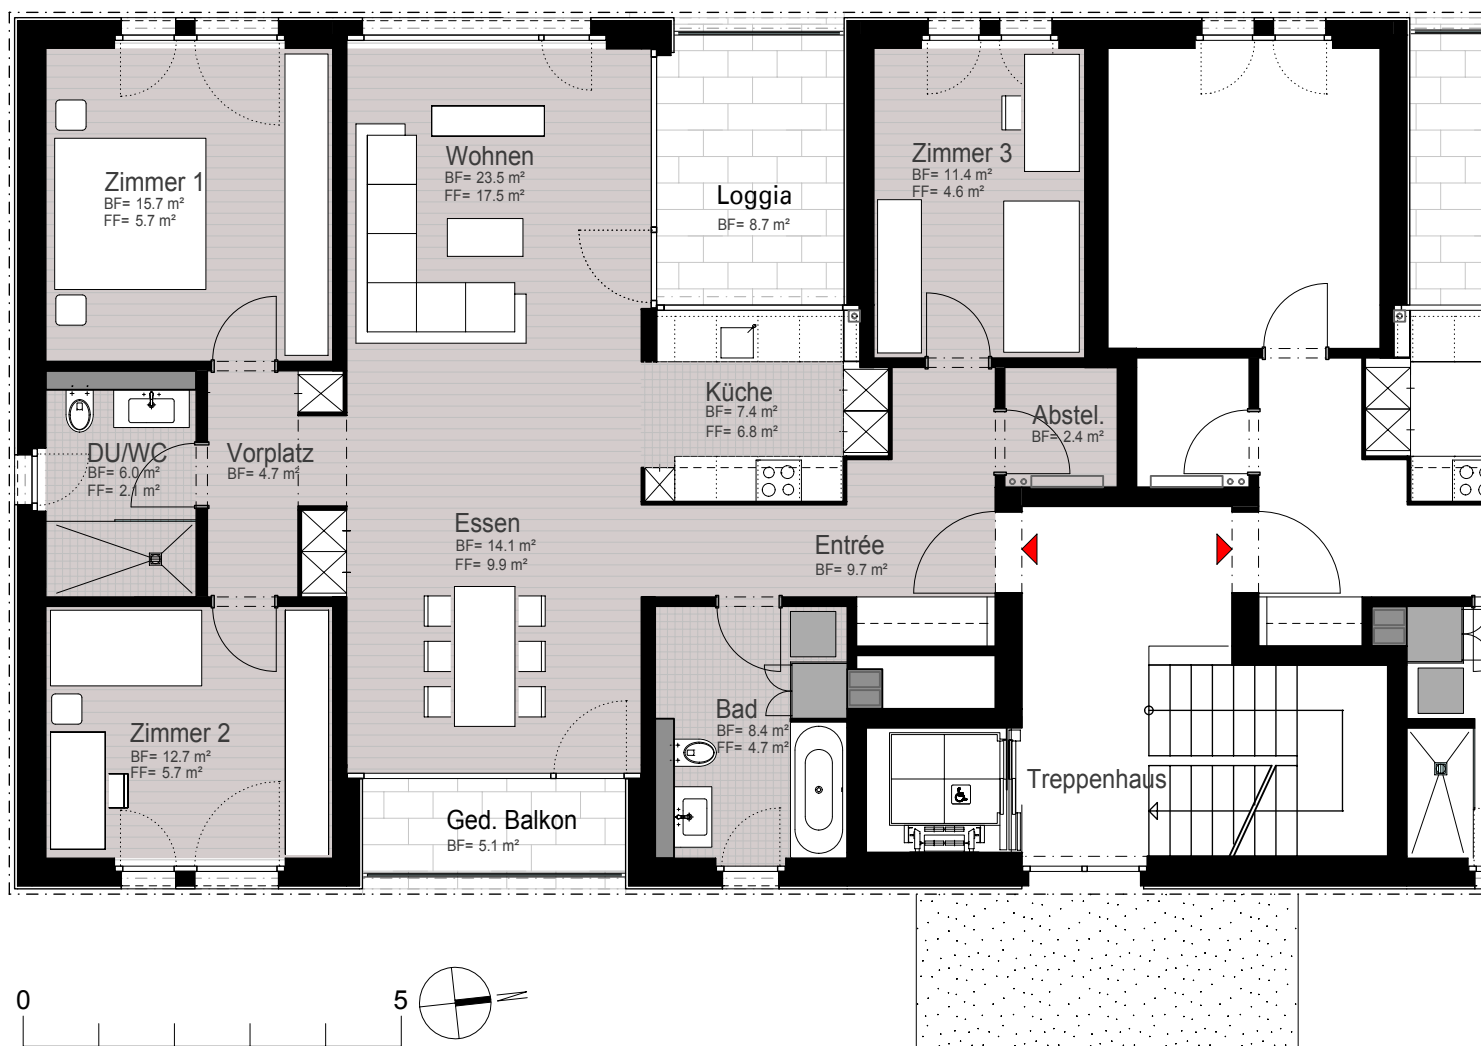 Zimmer 1
BF= 15.7 m²
FF= 5.7 m²
Wohnen
BF= 23.5 m²
FF= 17.5 m²
Loggia
BF= 8.7 m²
Zimmer 3
BF= 11.4 m²
FF= 4.6 m²
DU/WC
BF= 6.0 m²
FF= 2.1 m²
Vorplatz
BF= 4.7 m²
Küche
BF= 7.4 m²
FF= 6.8 m²
Abstel.
BF= 2.4 m²
Essen
BF= 14.1 m²
FF= 9.9 m²
Entrée
BF= 9.7 m²
Zimmer 2
BF= 12.7 m²
FF= 5.7 m²
Bad
BF= 8.4 m²
FF= 4.7 m²
Ged. Balkon
BF= 5.1 m²
Treppenhaus
0 5
N